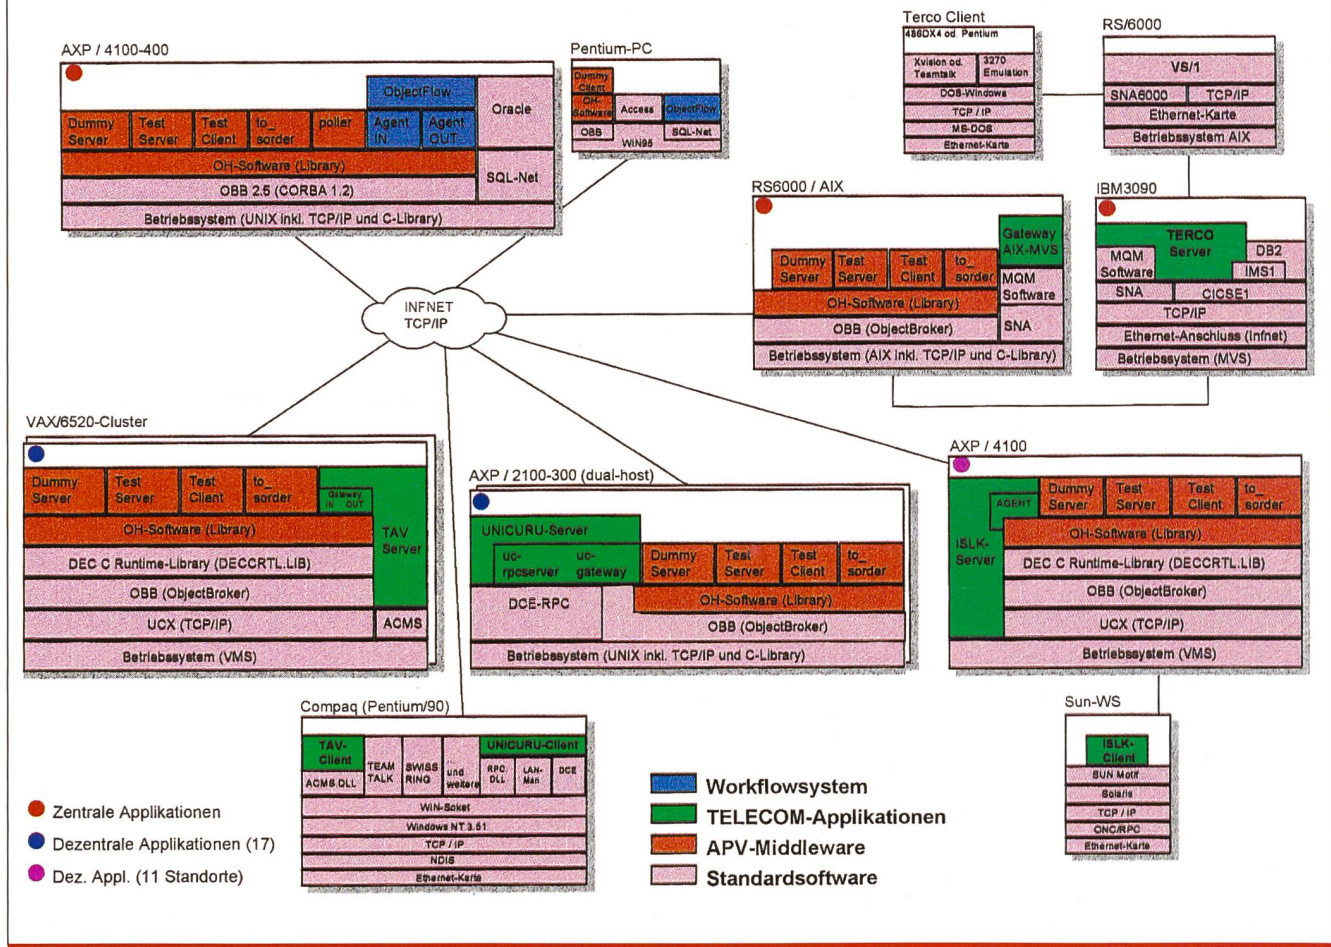 AXP / 4100-400
ObjectFlow
Oracle
Dummy
Server
Test
Server
Test
Client
to_
sorder
poller
Agent
IN
Agent
OUT
OH-Software (Library)
SQL-Net
OBB 2.5 (CORBA 1.2)
Betriebssystem (UNIX inkl. TCP/IP und C-Library)
Pentium-PC
Dummy
Client
OH-
Software
Access
ObjectFlow
OBB
SQL-Net
WIN95
Terco Client
486DX4 od. Pentium
Xvision od.
Teamtalk
3270
Emulation
DOS-Windows
TCP / IP
MS-DOS
Ethernet-Karte
RS/6000
VS/1
SNA6000
TCP/IP
Ethernet-Karte
Betriebssystem AIX
INFNET
TCP/IP
RS6000 / AIX
Gateway
AIX-MVS
Dummy
Server
Test
Server
Test
Client
to_
sorder
MQM
Software
OH-Software (Library)
OBB (ObjectBroker)
SNA
Betriebssystem (AIX inkl. TCP/IP und C-Library)
IBM3090
TERCO
Server
MQM
Software
DB2
IMS1
SNA
CICSE1
TCP/IP
Ethernet-Anschluss (Infnet)
Betriebssystem (MVS)
VAX/6520-Cluster
Dummy
Server
Test
Server
Test
Client
to_
sorder
Gateway
IN OUT
TAV
Server
OH-Software (Library)
DEC C Runtime-Library (DECCRTL.LIB)
OBB (ObjectBroker)
UCX (TCP/IP)
ACMS
Betriebssystem (VMS)
AXP / 2100-300 (dual-host)
UNICURU-Server
uc-
rpcserver
uc-
gateway
Dummy
Server
Test
Server
Test
Client
to_
sorder
DCE-RPC
OH-Software (Library)
OBB (ObjectBroker)
Betriebssystem (UNIX inkl. TCP/IP und C-Library)
AXP / 4100
AGENT
Dummy
Server
Test
Server
Test
Client
to_
sorder
ISLK-
Server
OH-Software (Library)
DEC C Runtime-Library (DECCRTL.LIB)
OBB (ObjectBroker)
UCX (TCP/IP)
Betriebssystem (VMS)
Compaq (Pentium/90)
TAV-
Client
ACMS.DLL
TEAM
TALK
SWISS
RING
...
und
weitere
UNICURU-Client
RPC.
DLL
LAN-
Man
DCE
WIN-Soket
Windows NT 3.51
TCP / IP
NDIS
Ethernet-Karte
Sun-WS
ISLK-
Client
SUN Motif
Solaris
TCP / IP
ONC/RPC
Ethernet-Karte
Zentrale Applikationen
Dezentrale Applikationen (17)
Dez. Appl. (11 Standorte)
Workflowsystem
TELECOM-Applikationen
APV-Middleware
Standardsoftware